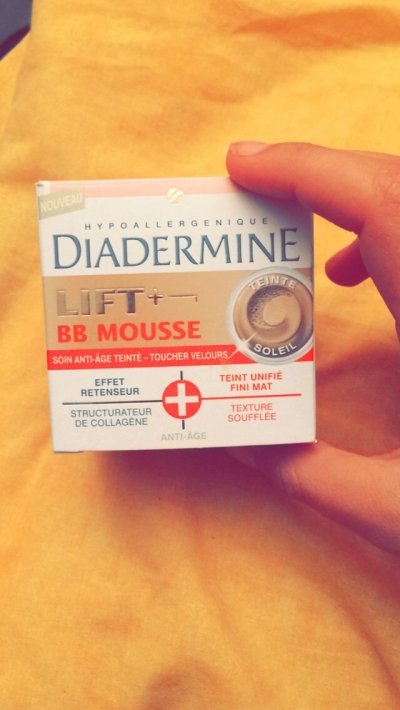 NOUVEAU
HYPOALLERGENIQUE
DIADERMINE
LIFT+
BB MOUSSE
TEINTE
SOLEIL
SOIN ANTI-ÂGE TEINTÉ - TOUCHER VELOURS
EFFET
RETENSEUR
TEINT UNIFIÉ
FINI MAT
STRUCTURATEUR
DE COLLAGÈNE
TEXTURE
SOUFFLÉE
ANTI-ÂGE